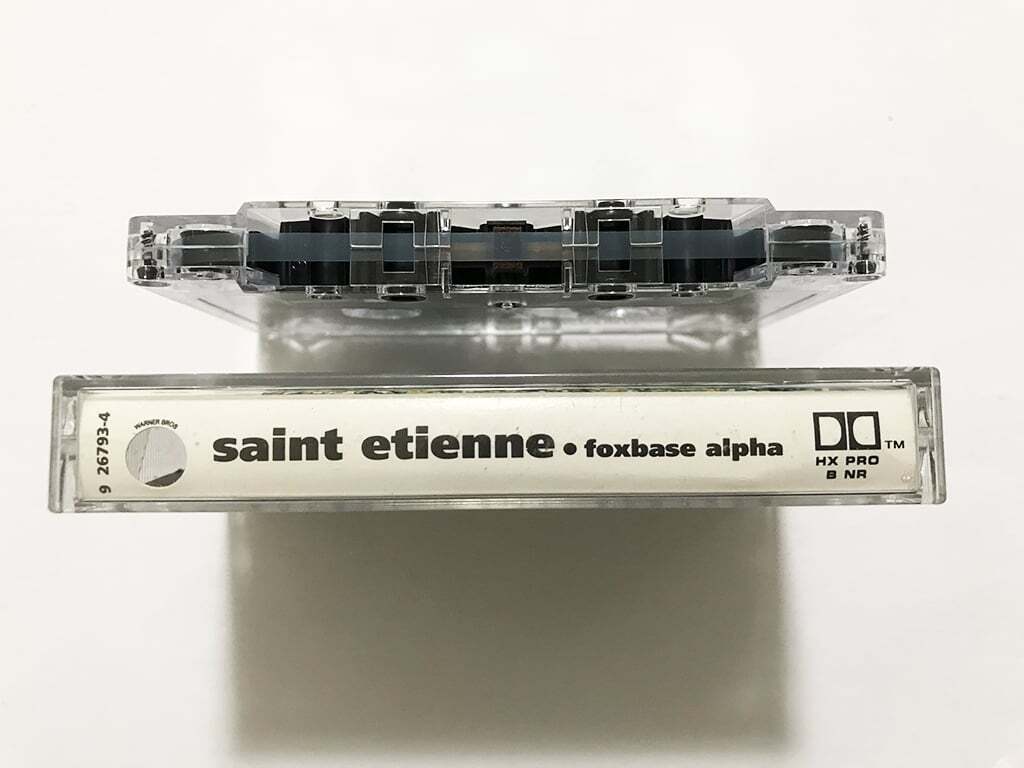 9 26793-4
WARNER BROS
saint etienne • foxbase alpha
TM
HX PRO
B NR